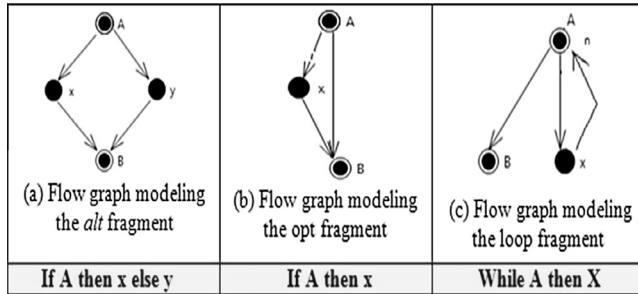 A
x
y
B
(a) Flow graph modeling
the alt fragment
If A then x else y
A
x
B
(b) Flow graph modeling
the opt fragment
If A then x
A
n
B
x
(c) Flow graph modeling
the loop fragment
While A then X